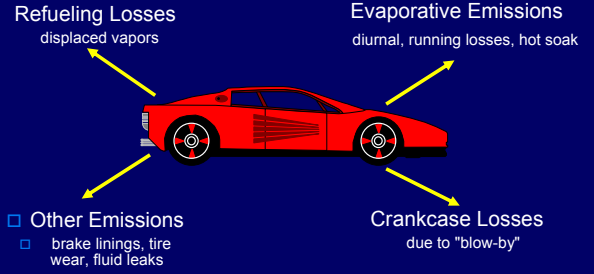 Refueling Losses
displaced vapors
Evaporative Emissions
diurnal, running losses, hot soak
Other Emissions
brake linings, tire
wear, fluid leaks
Crankcase Losses
due to "blow-by"